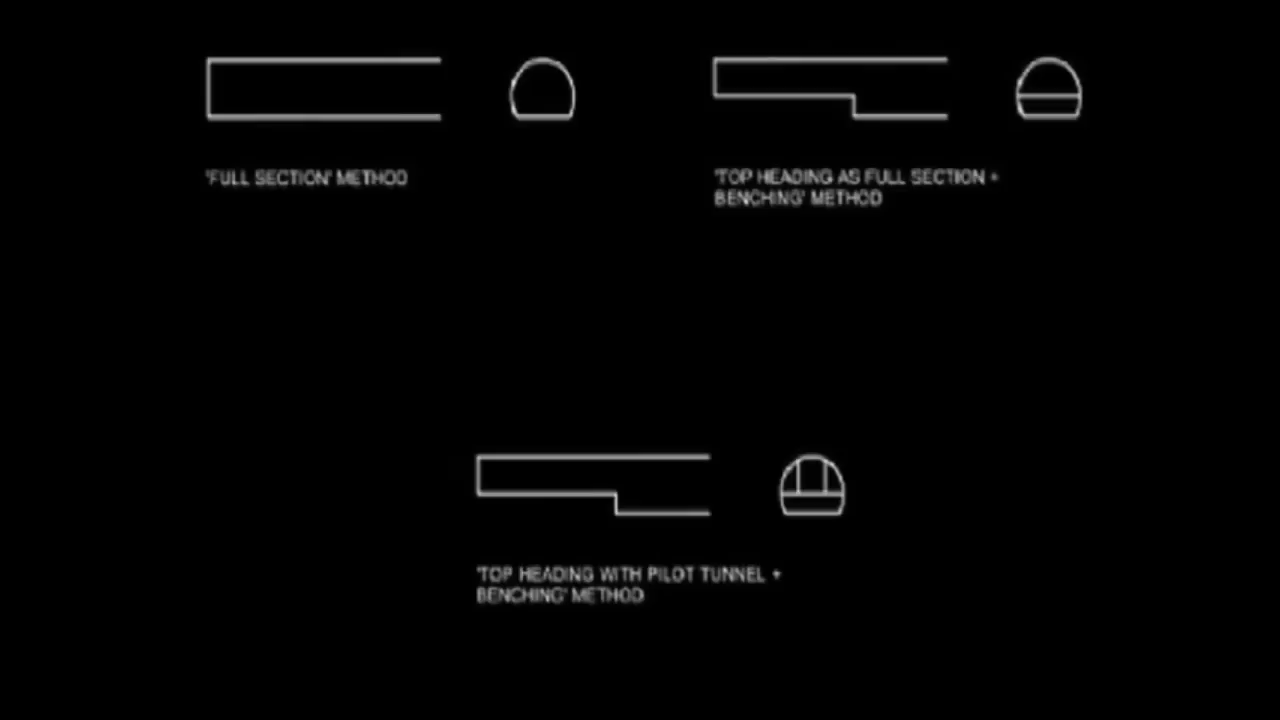 'FULL SECTION' METHOD
'TOP HEADING AS FULL SECTION +
BENCHING' METHOD
'TOP HEADING WITH PILOT TUNNEL +
BENCHING' METHOD